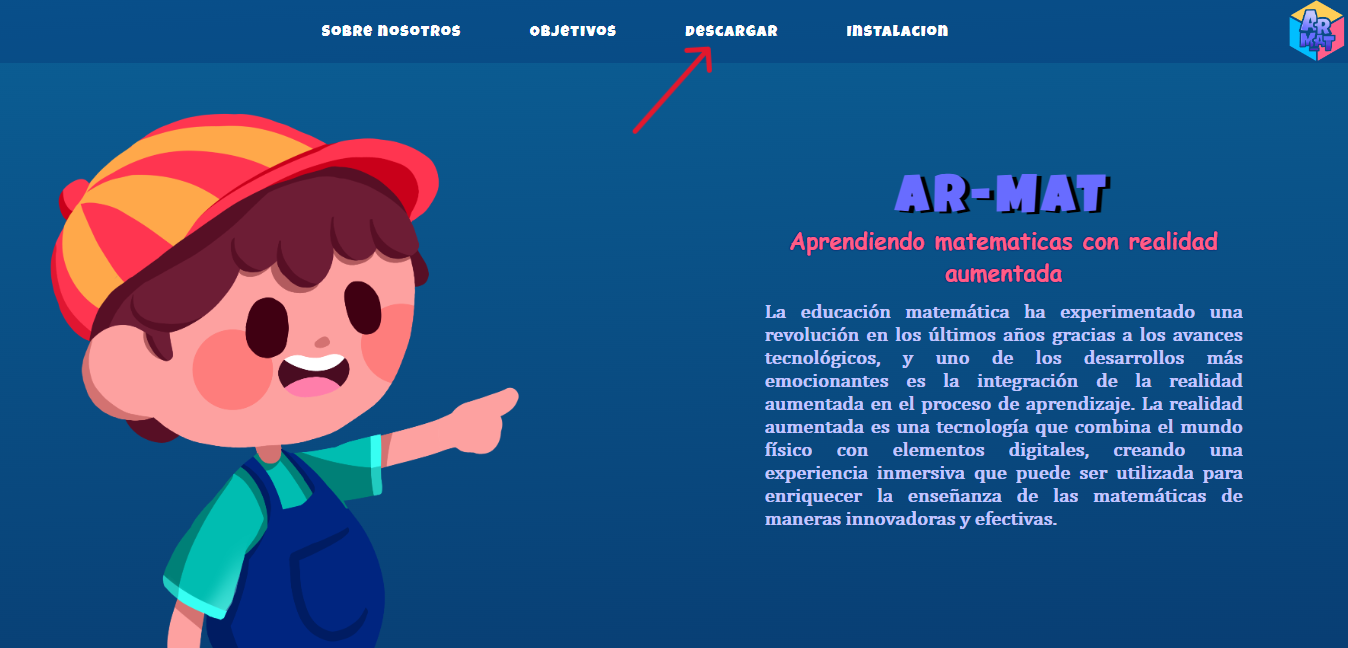 SOBRE NOSOTROS
OBJETIVOS
DESCARGAR
INSTALACION
AR MAT
AR-MAT
Aprendiendo matematicas con realidad
aumentada
La educación matemática ha experimentado una
revolución en los últimos años gracias a los avances
tecnológicos, y uno de los desarrollos más
emocionantes es la integración de la realidad
aumentada en el proceso de aprendizaje. La realidad
aumentada es una tecnología que combina el mundo
físico con elementos digitales, creando una
experiencia inmersiva que puede ser utilizada para
enriquecer la enseñanza de las matemáticas de
maneras innovadoras y efectivas.